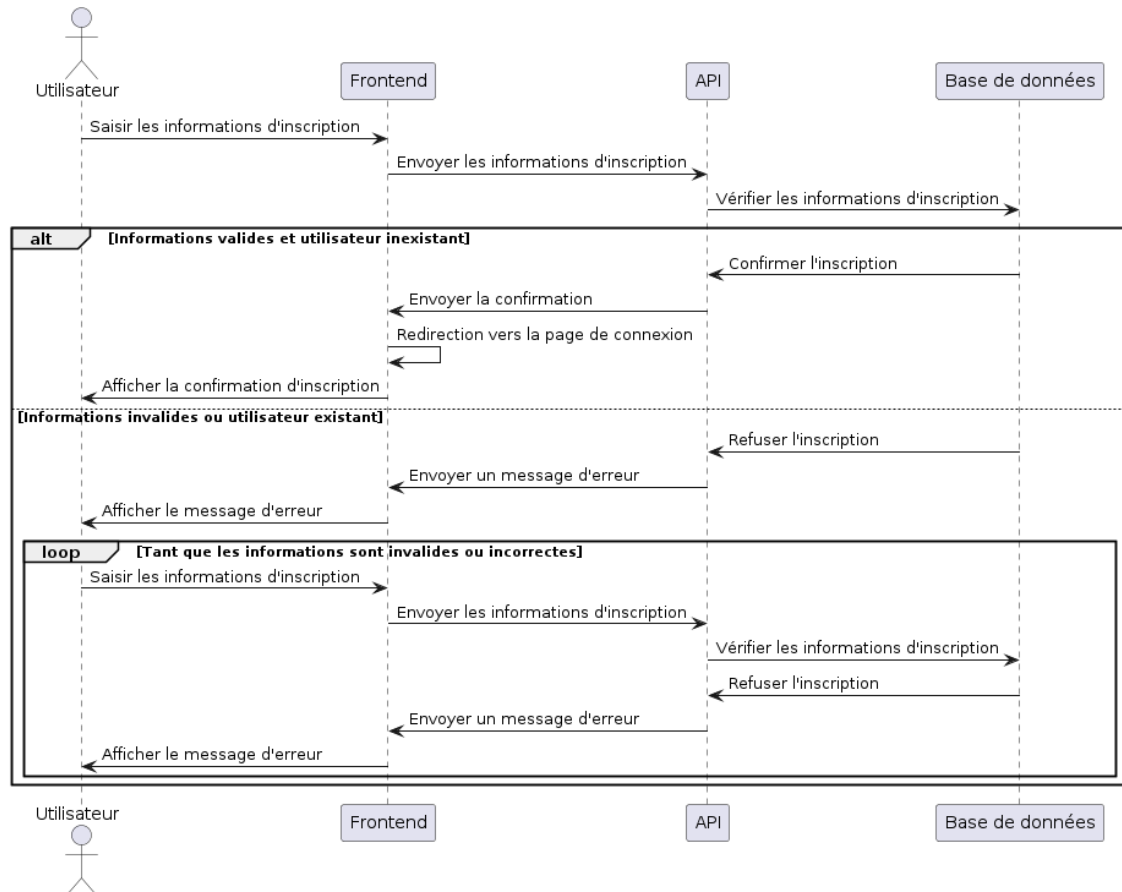 Utilisateur
Frontend
API
Base de données
Saisir les informations d'inscription
Envoyer les informations d'inscription
Vérifier les informations d'inscription
alt
[Informations valides et utilisateur inexistant]
Confirmer l'inscription
Envoyer la confirmation
Redirection vers la page de connexion
Afficher la confirmation d'inscription
[Informations invalides ou utilisateur existant]
Refuser l'inscription
Envoyer un message d'erreur
Afficher le message d'erreur
loop
[Tant que les informations sont invalides ou incorrectes]
Saisir les informations d'inscription
Envoyer les informations d'inscription
Vérifier les informations d'inscription
Refuser l'inscription
Envoyer un message d'erreur
Afficher le message d'erreur
Utilisateur
Frontend
API
Base de données